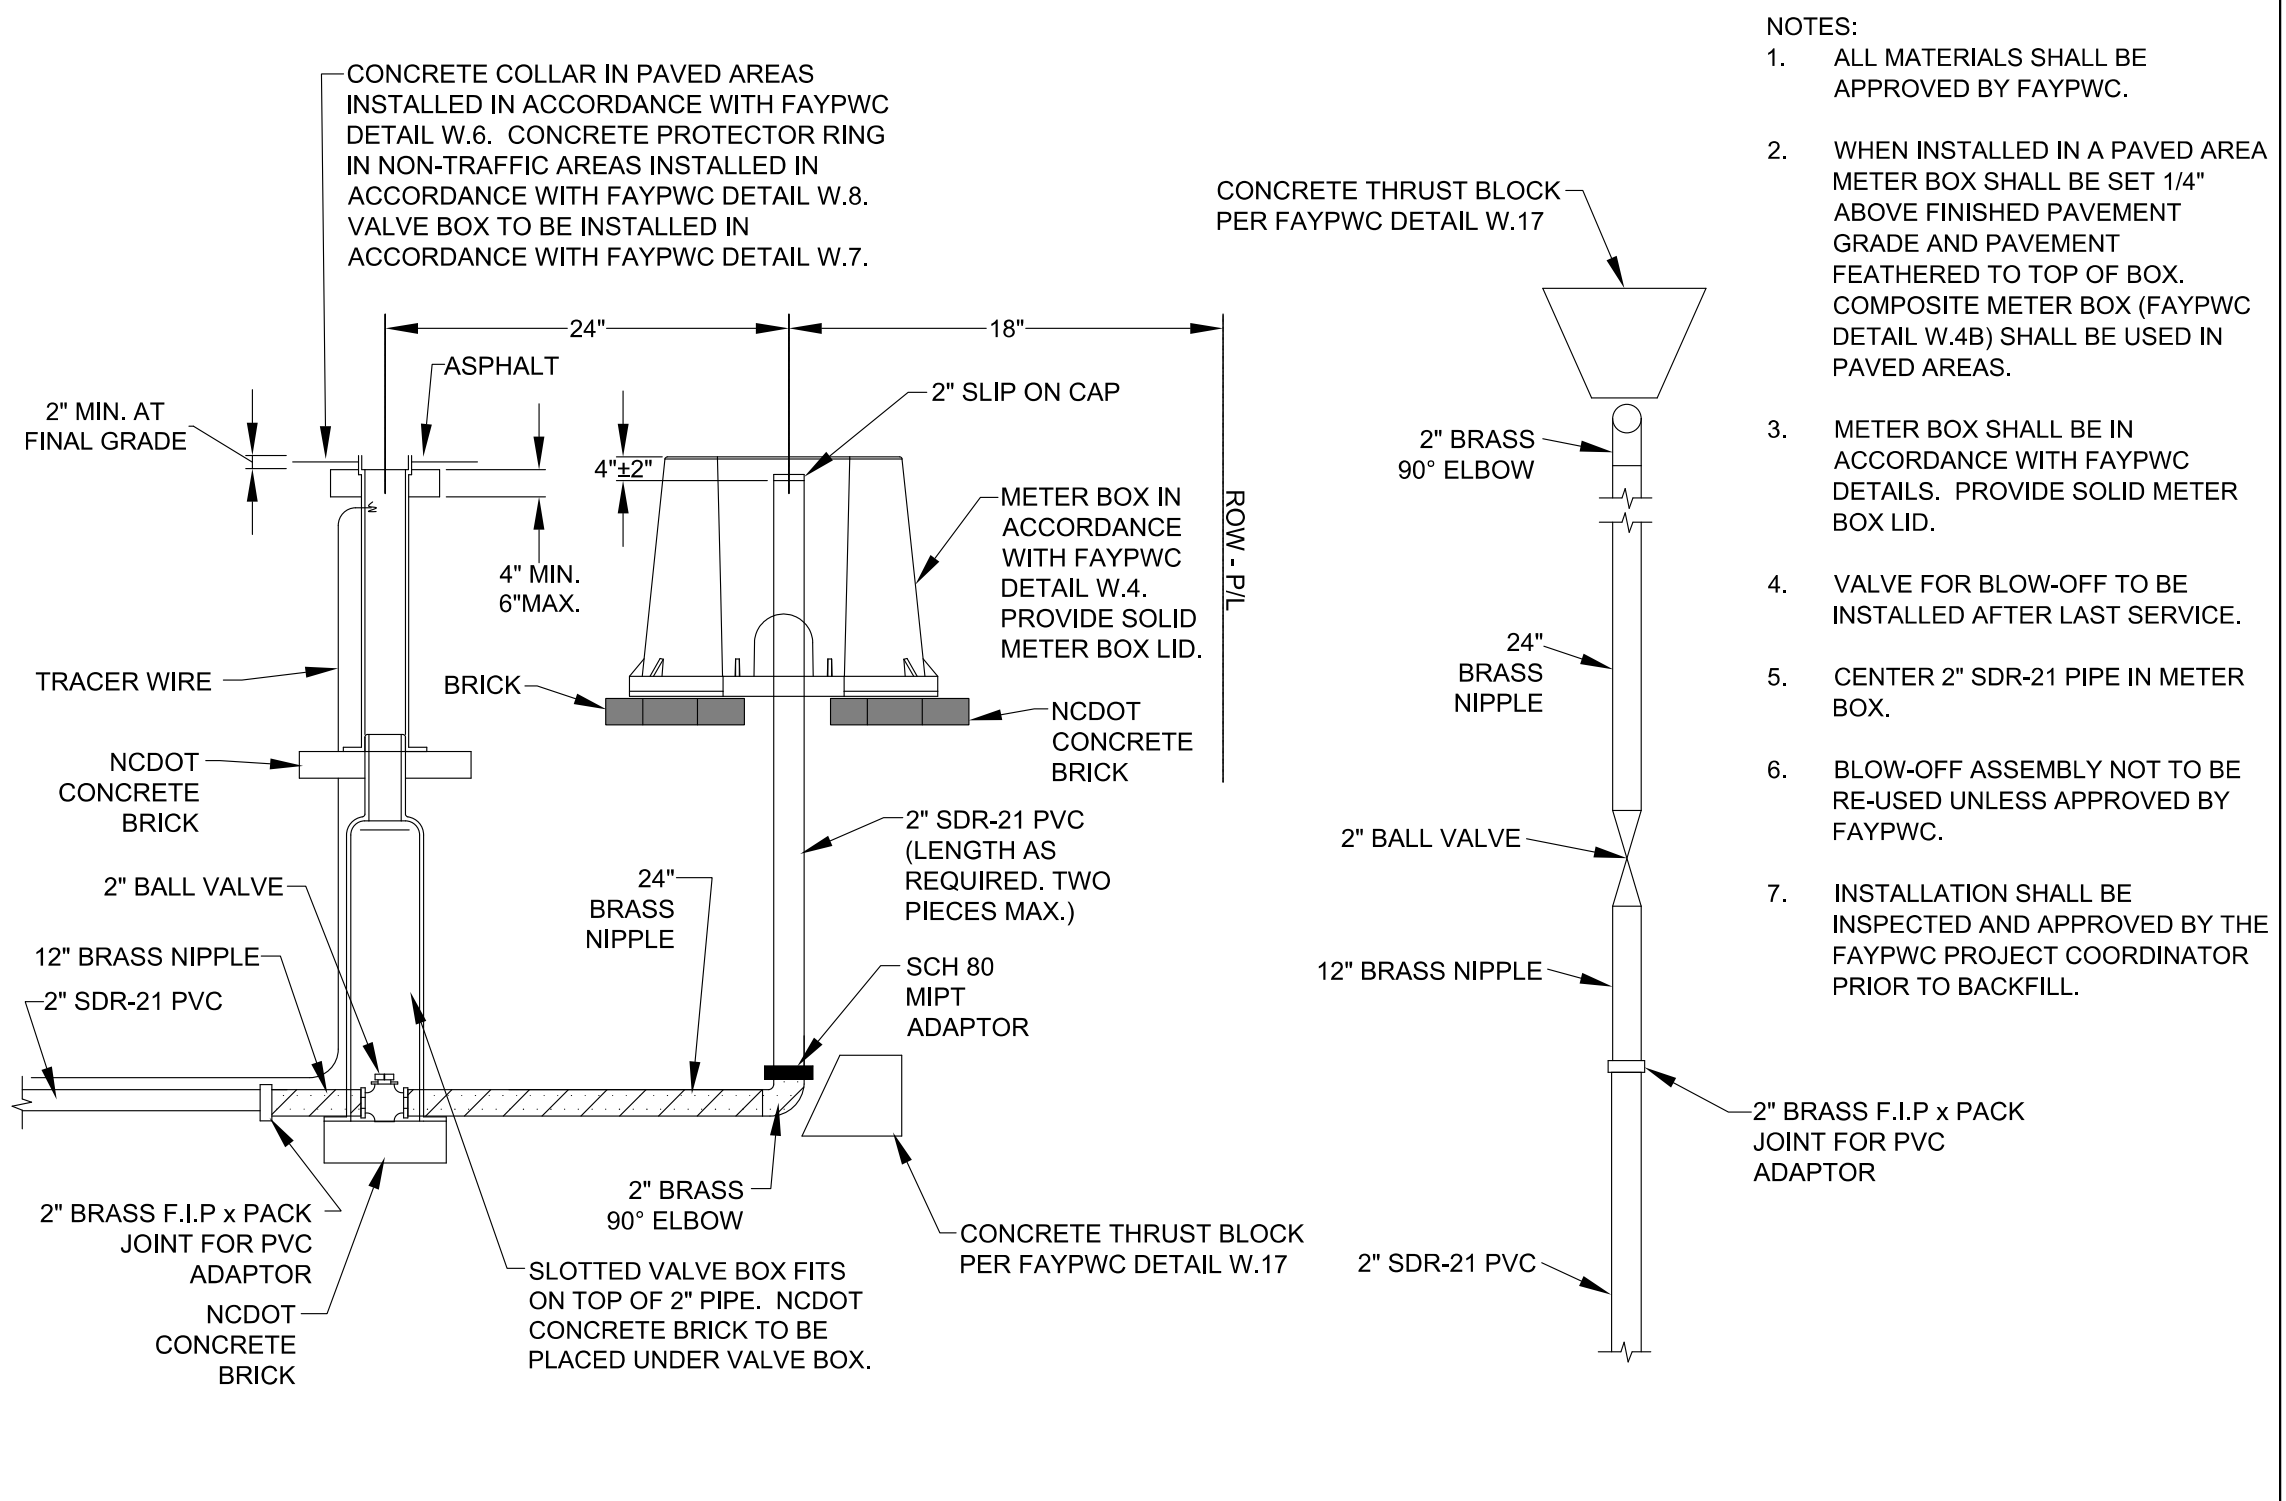 CONCRETE COLLAR IN PAVED AREAS
INSTALLED IN ACCORDANCE WITH FAYPWC
DETAIL W.6.  CONCRETE PROTECTOR RING
IN NON-TRAFFIC AREAS INSTALLED IN
ACCORDANCE WITH FAYPWC DETAIL W.8.
VALVE BOX TO BE INSTALLED IN
ACCORDANCE WITH FAYPWC DETAIL W.7.
24"
18"
ASPHALT
2" MIN. AT
FINAL GRADE
2" SLIP ON CAP
4"±2"
4" MIN.
6"MAX.
METER BOX IN
ACCORDANCE
WITH FAYPWC
DETAIL W.4.
PROVIDE SOLID
METER BOX LID.
ROW - P/L
TRACER WIRE
BRICK
NCDOT
CONCRETE
BRICK
NCDOT
CONCRETE
BRICK
2" SDR-21 PVC
(LENGTH AS
REQUIRED. TWO
PIECES MAX.)
2" BALL VALVE
24"
BRASS
NIPPLE
12" BRASS NIPPLE
2" SDR-21 PVC
SCH 80
MIPT
ADAPTOR
2" BRASS F.I.P x PACK
JOINT FOR PVC
ADAPTOR
NCDOT
CONCRETE
BRICK
2" BRASS
90° ELBOW
SLOTTED VALVE BOX FITS
ON TOP OF 2" PIPE.  NCDOT
CONCRETE BRICK TO BE
PLACED UNDER VALVE BOX.
CONCRETE THRUST BLOCK
PER FAYPWC DETAIL W.17
CONCRETE THRUST BLOCK
PER FAYPWC DETAIL W.17
2" BRASS
90° ELBOW
24"
BRASS
NIPPLE
2" BALL VALVE
12" BRASS NIPPLE
2" BRASS F.I.P x PACK
JOINT FOR PVC
ADAPTOR
2" SDR-21 PVC
NOTES:
1. ALL MATERIALS SHALL BE
APPROVED BY FAYPWC.
2. WHEN INSTALLED IN A PAVED AREA
METER BOX SHALL BE SET 1/4"
ABOVE FINISHED PAVEMENT
GRADE AND PAVEMENT
FEATHERED TO TOP OF BOX.
COMPOSITE METER BOX (FAYPWC
DETAIL W.4B) SHALL BE USED IN
PAVED AREAS.
3. METER BOX SHALL BE IN
ACCORDANCE WITH FAYPWC
DETAILS.  PROVIDE SOLID METER
BOX LID.
4. VALVE FOR BLOW-OFF TO BE
INSTALLED AFTER LAST SERVICE.
5. CENTER 2" SDR-21 PIPE IN METER
BOX.
6. BLOW-OFF ASSEMBLY NOT TO BE
RE-USED UNLESS APPROVED BY
FAYPWC.
7. INSTALLATION SHALL BE
INSPECTED AND APPROVED BY THE
FAYPWC PROJECT COORDINATOR
PRIOR TO BACKFILL.